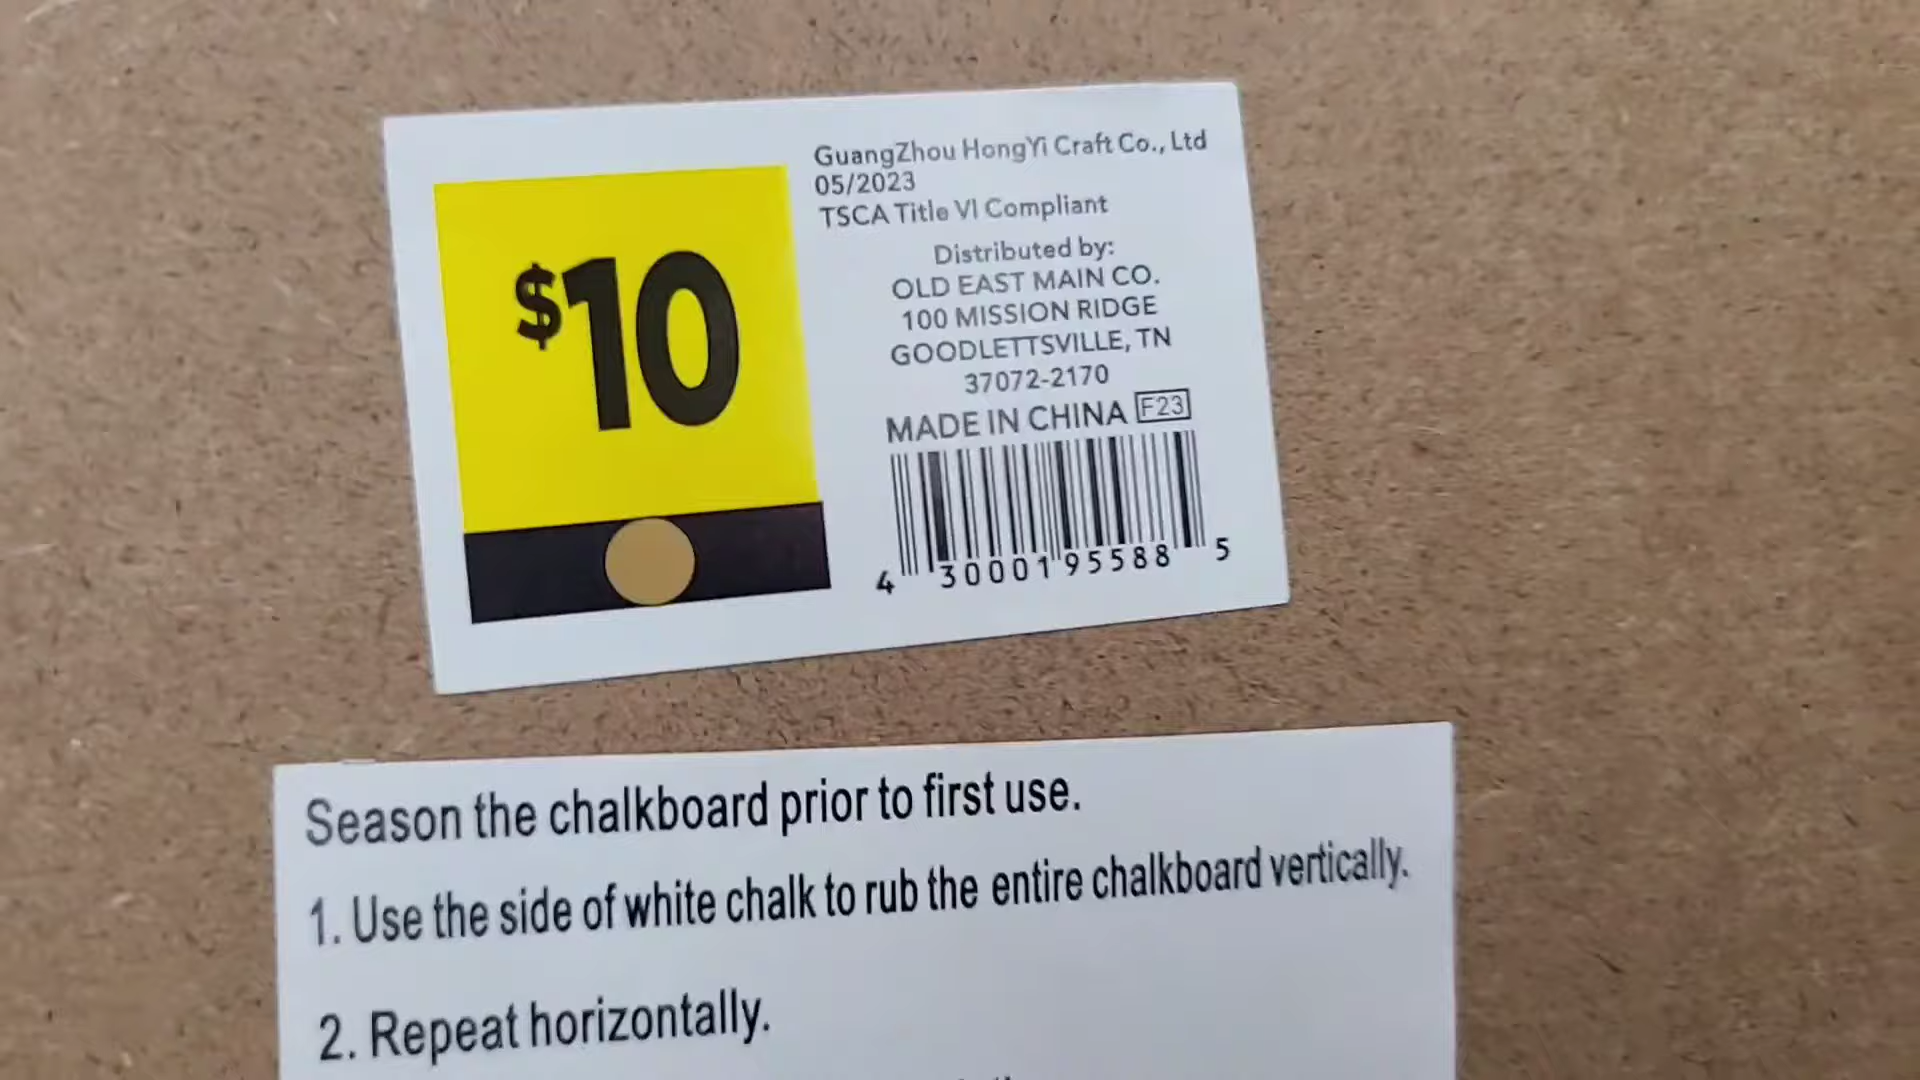 $10
GuangZhou HongYi Craft Co., Ltd
05/2023
TSCA Title VI Compliant
Distributed by:
OLD EAST MAIN CO.
100 MISSION RIDGE
GOODLETTSVILLE, TN
37072-2170
MADE IN CHINA F23
4 30001 95588 5
Season the chalkboard prior to first use.
1. Use the side of white chalk to rub the entire chalkboard vertically.
2. Repeat horizontally.